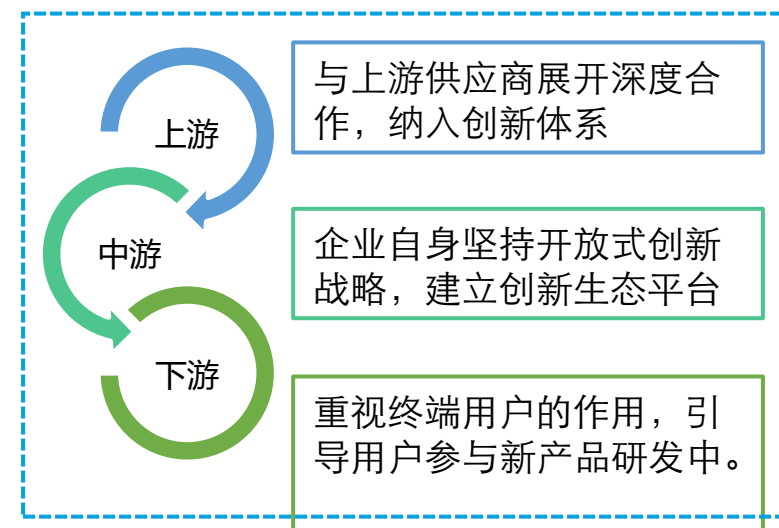 上游
与上游供应商展开深度合
作，纳入创新体系
中游
企业自身坚持开放式创新
战略，建立创新生态平台
下游
重视终端用户的作用，引
导用户参与新产品研发中。